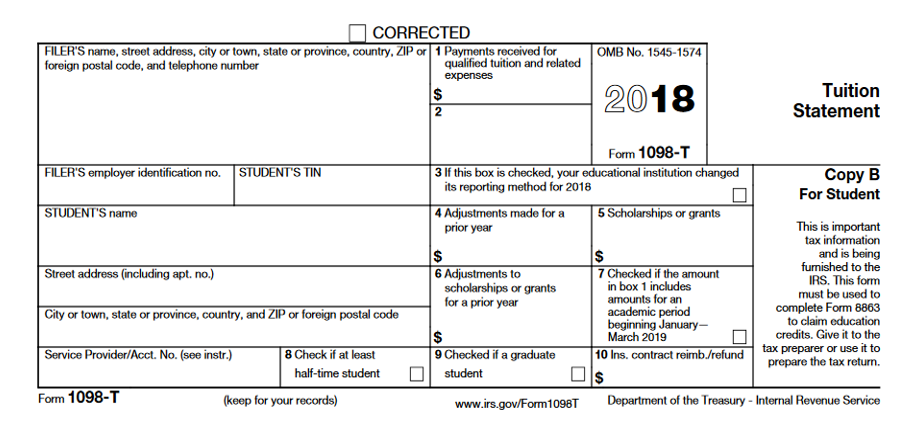 CORRECTED
FILER'S name, street address, city or town, state or province, country, ZIP or
foreign postal code, and telephone number
1 Payments received for
qualified tuition and related
expenses
$
2
OMB No. 1545-1574
2018
Form 1098-T
Tuition
Statement
FILER'S employer identification no.
STUDENT'S TIN
3 If this box is checked, your educational institution changed
its reporting method for 2018
Copy B
For Student
STUDENT'S name
4 Adjustments made for a
prior year
$
5 Scholarships or grants
$
This is important
tax information
and is being
furnished to the
IRS. This form
must be used to
complete Form 8863
to claim education
credits. Give it to the
tax preparer or use it to
prepare the tax return.
Street address (including apt. no.)
6 Adjustments to
scholarships or grants
for a prior year
$
7 Checked if the amount
in box 1 includes
amounts for an
academic period
beginning January—
March 2019
City or town, state or province, country, and ZIP or foreign postal code
Service Provider/Acct. No. (see instr.)
8 Check if at least
half-time student
9 Checked if a graduate
student
10 Ins. contract reimb./refund
$
Form 1098-T
(keep for your records)
www.irs.gov/Form1098T
Department of the Treasury - Internal Revenue Service